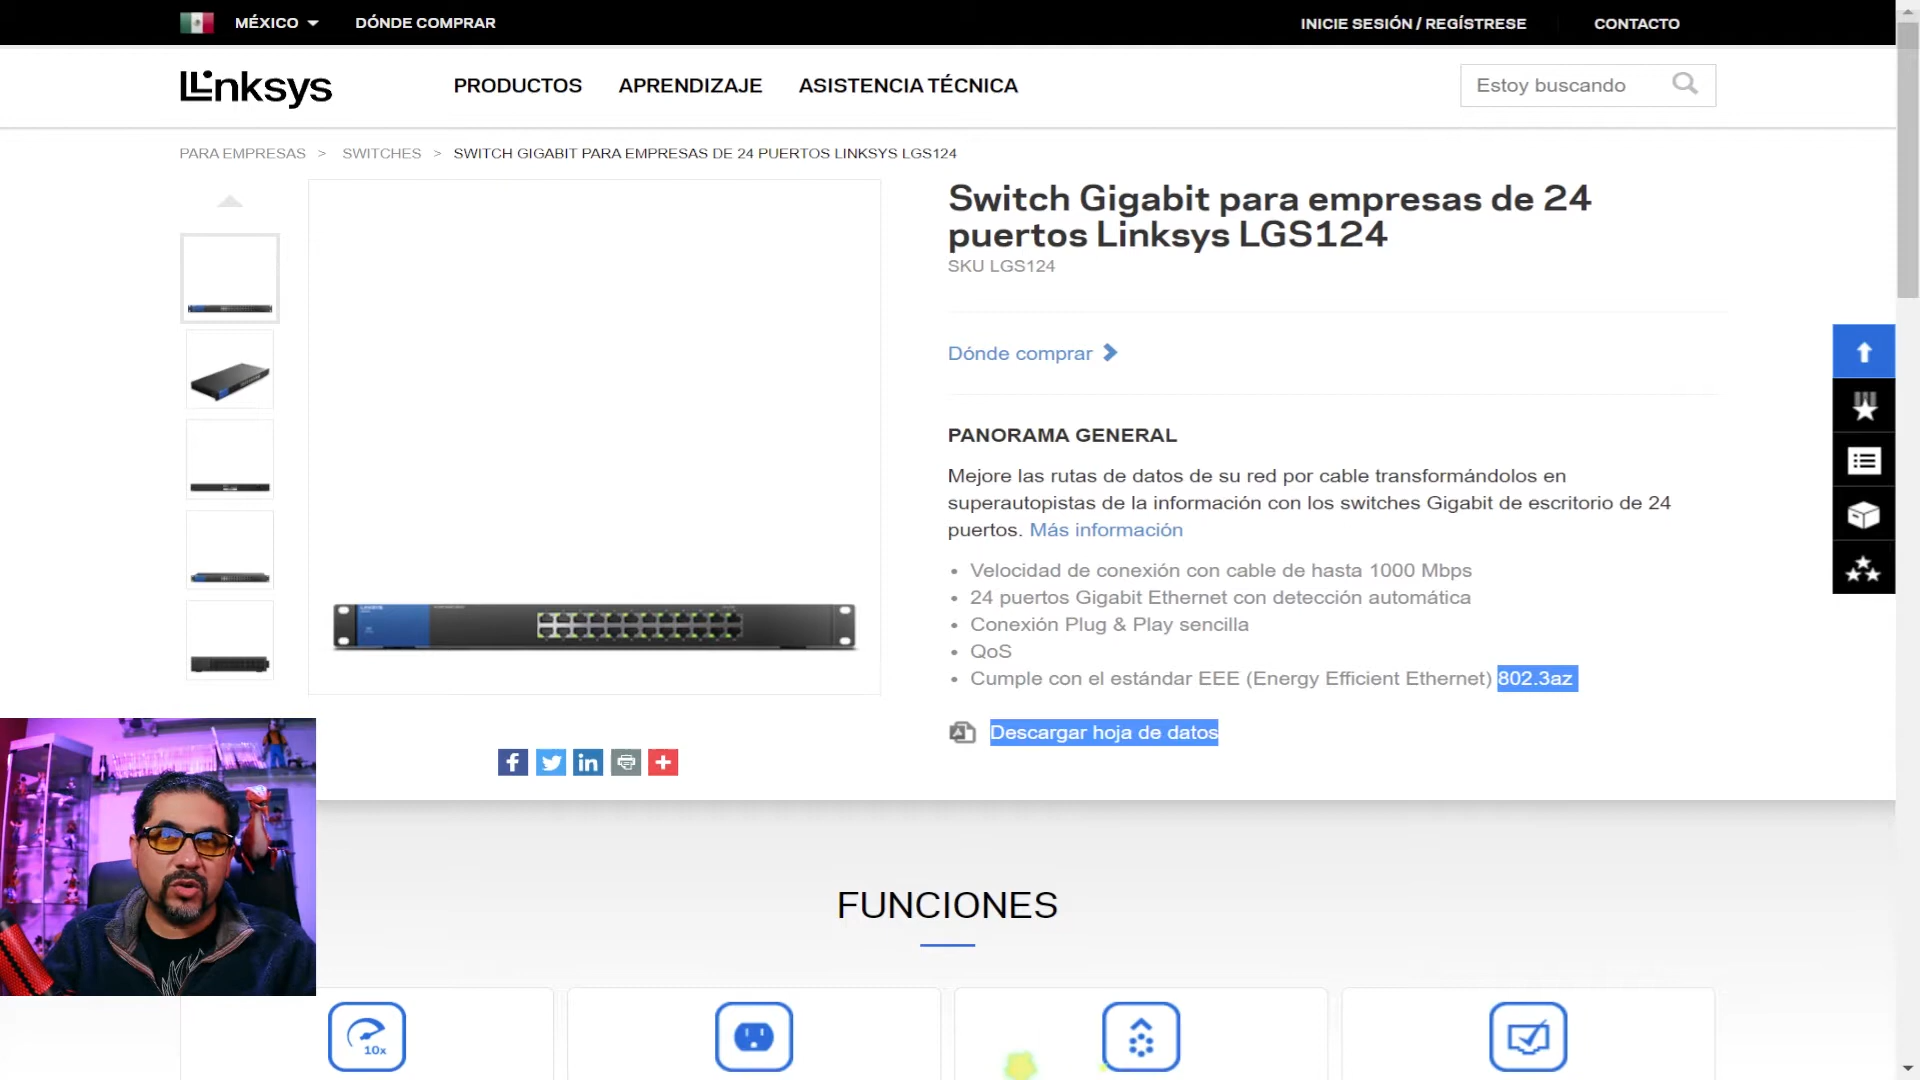 MÉXICO
DÓNDE COMPRAR
INICIE SESIÓN / REGÍSTRESE
CONTACTO
Linksys
PRODUCTOS
APRENDIZAJE
ASISTENCIA TÉCNICA
Estoy buscando
PARA EMPRESAS > SWITCHES > SWITCH GIGABIT PARA EMPRESAS DE 24 PUERTOS LINKSYS LGS124
Switch Gigabit para empresas de 24
puertos Linksys LGS124
SKU LGS124
Dónde comprar
PANORAMA GENERAL
Mejore las rutas de datos de su red por cable transformándolos en
superautopistas de la información con los switches Gigabit de escritorio de 24
puertos. Más información
• Velocidad de conexión con cable de hasta 1000 Mbps
• 24 puertos Gigabit Ethernet con detección automática
• Conexión Plug & Play sencilla
• QoS
• Cumple con el estándar EEE (Energy Efficient Ethernet) 802.3az
Descargar hoja de datos
FUNCIONES
10x